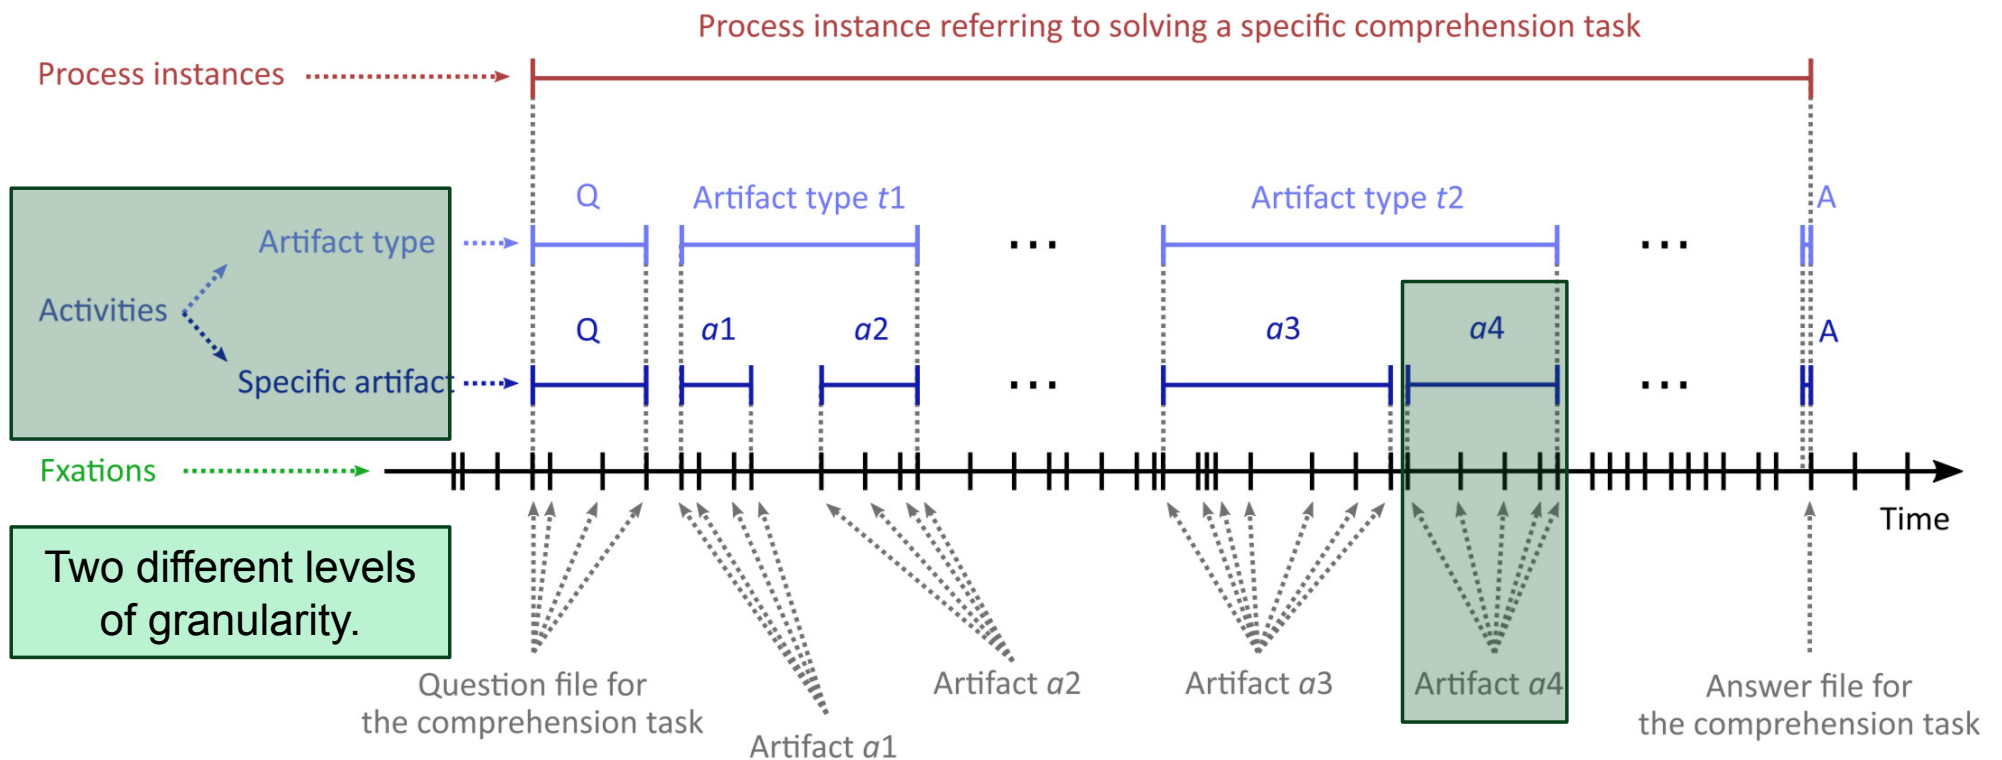 Process instance referring to solving a specific comprehension task
Process instances
Q
Artifact type t1
Artifact type t2
A
Artifact type
...
...
Activities
Q
a1
a2
a3
a4
A
Specific artifact
...
...
Fxations
Time
Two different levels
of granularity.
Question file for
the comprehension task
Artifact a1
Artifact a2
Artifact a3
Artifact a4
Answer file for
the comprehension task